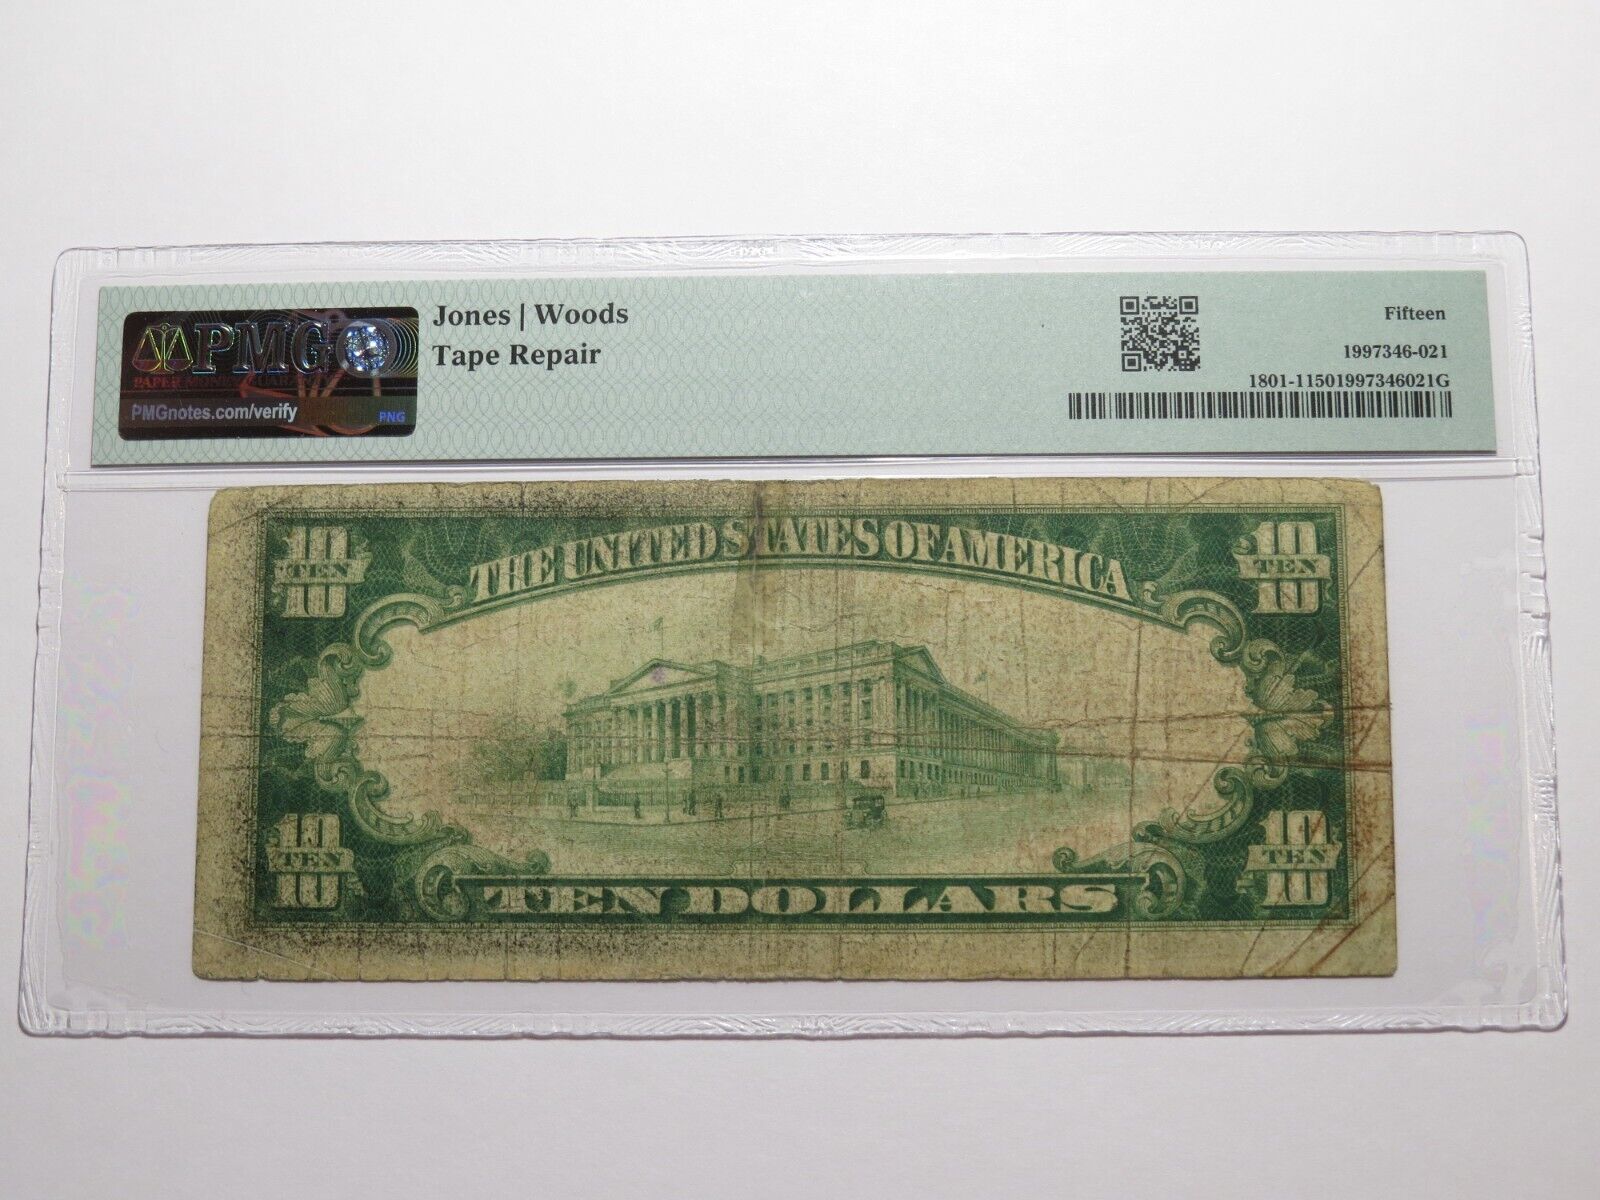 PMG
PAPER MONEY GUARANTY
PMGnotes.com/verify
PNG
Jones | Woods
Tape Repair
Fifteen
1997346-021
1801-11501997346021G
THE UNITED STATES OF AMERICA
10
TEN
10
10
TEN
10
10
TEN
10
10
TEN
10
TEN DOLLARS